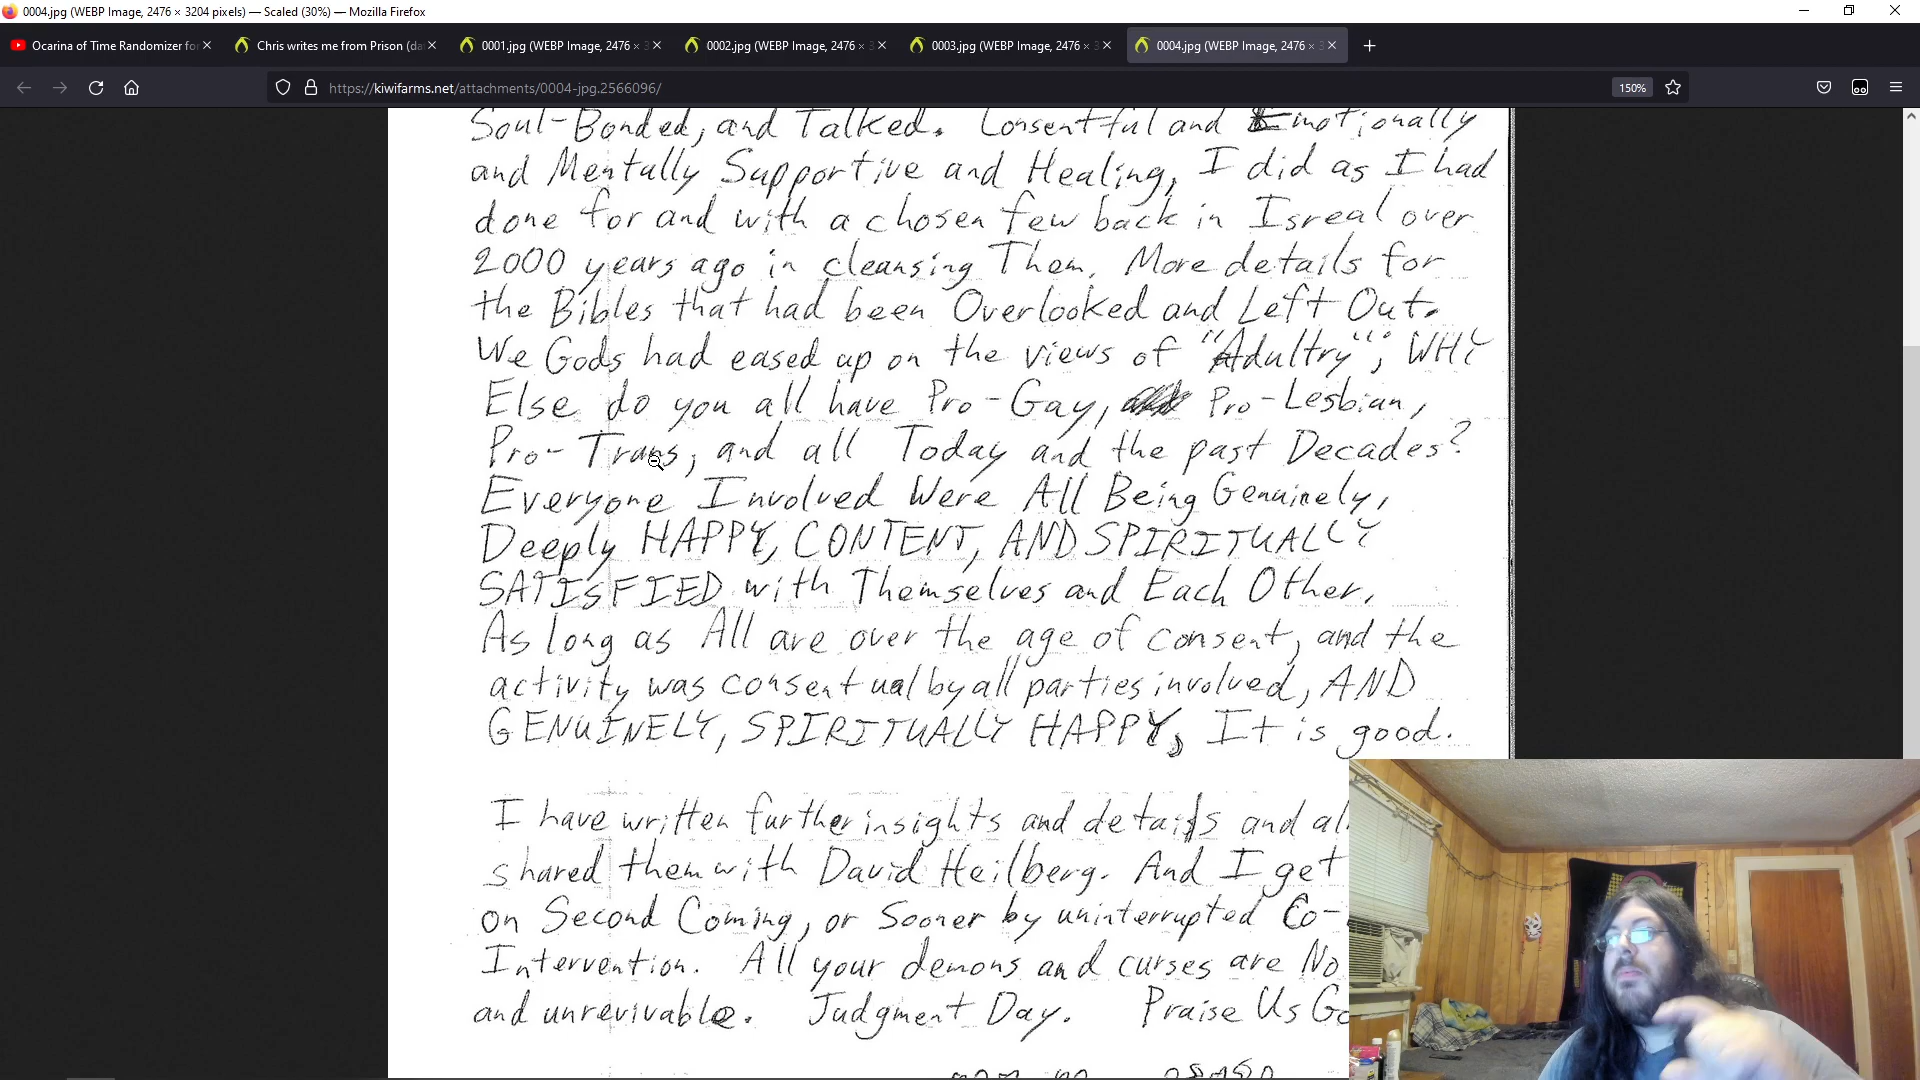 0004.jpg (WEBP Image, 2476 × 3204 pixels) — Scaled (30%) — Mozilla Firefox
Ocarina of Time Randomizer fo
Chris writes me from Prison (da
0001.jpg (WEBP Image, 2476 × 3
0002.jpg (WEBP Image, 2476 ×
0003.jpg (WEBP Image, 2476 × 3
0004.jpg (WEBP Image, 2476 × 3
https://kiwifarms.net/attachments/0004-jpg.2566096/
150%
Soul-Bonded, and Talked. Consentful and Emotionally
and Mentally Supportive and Healing, I did as I had
done for and with a chosen few back in Isreal over
2000 years ago in cleansing Them. More details for
the Bibles that had been Overlooked and Left Out.
We Gods had eased up on the views of "Adultry"; WHY
Else do you all have Pro-Gay, Pro-Lesbian,
Pro-Trans, and all Today and the past Decades?
Everyone Involved Were All Being Genuinely,
Deeply HAPPY, CONTENT, AND SPIRITUALLY
SATISFIED with Themselves and Each Other.
As long as All are over the age of consent, and the
activity was consentual by all parties involved, AND
GENUINELY, SPIRITUALLY HAPPY, It is good.
I have written further insights and details and al
shared them with David Heilberg. And I get
on Second Coming, or Sooner by uninterrupted Co-
Intervention. All your demons and curses are No
and unrevivable. Judgment Day. Praise Us Go